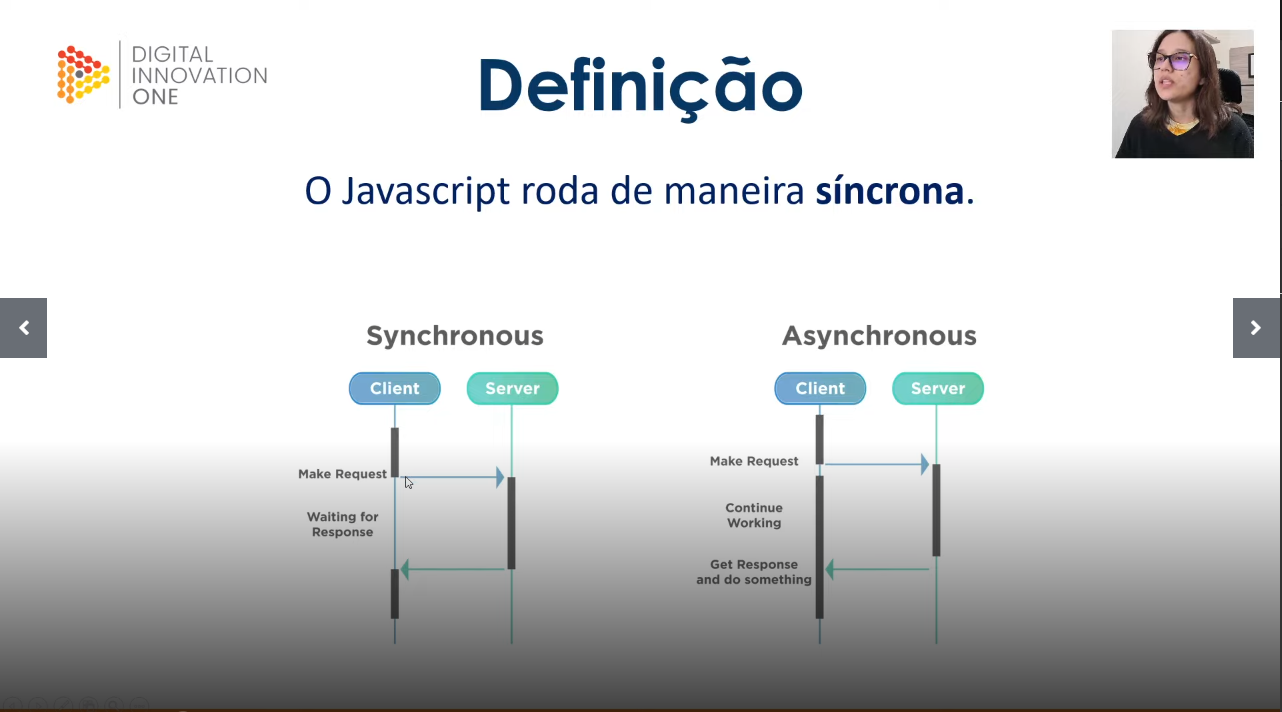 DIGITAL
INNOVATION
ONE
Definição
O Javascript roda de maneira síncrona.
Synchronous
Client
Server
Make Request
Waiting for
Response
Asynchronous
Client
Server
Make Request
Continue
Working
Get Response
and do something